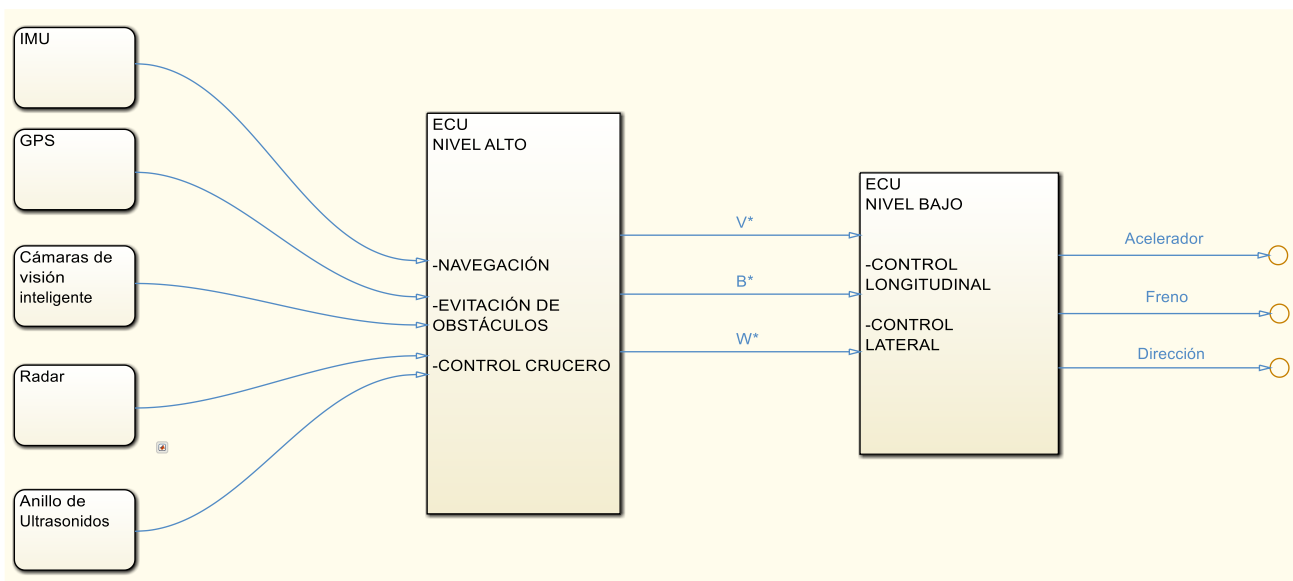 IMU
GPS
Cámaras de
visión
inteligente
Radar
Anillo de
Ultrasonidos
ECU
NIVEL ALTO
-NAVEGACIÓN
-EVITACIÓN DE
OBSTÁCULOS
-CONTROL CRUCERO
V*
B*
W*
ECU
NIVEL BAJO
-CONTROL
LONGITUDINAL
-CONTROL
LATERAL
Acelerador
Freno
Dirección